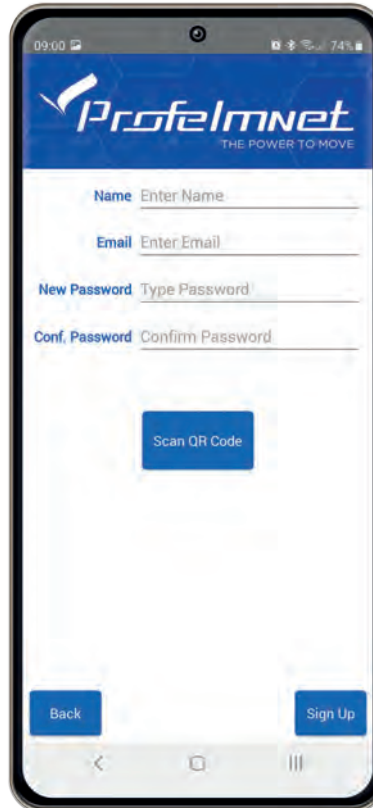 09:00 74%
Profelmnet
THE POWER TO MOVE
Name Enter Name
Email Enter Email
New Password Type Password
Conf. Password Confirm Password
Scan QR Code
Back Sign Up